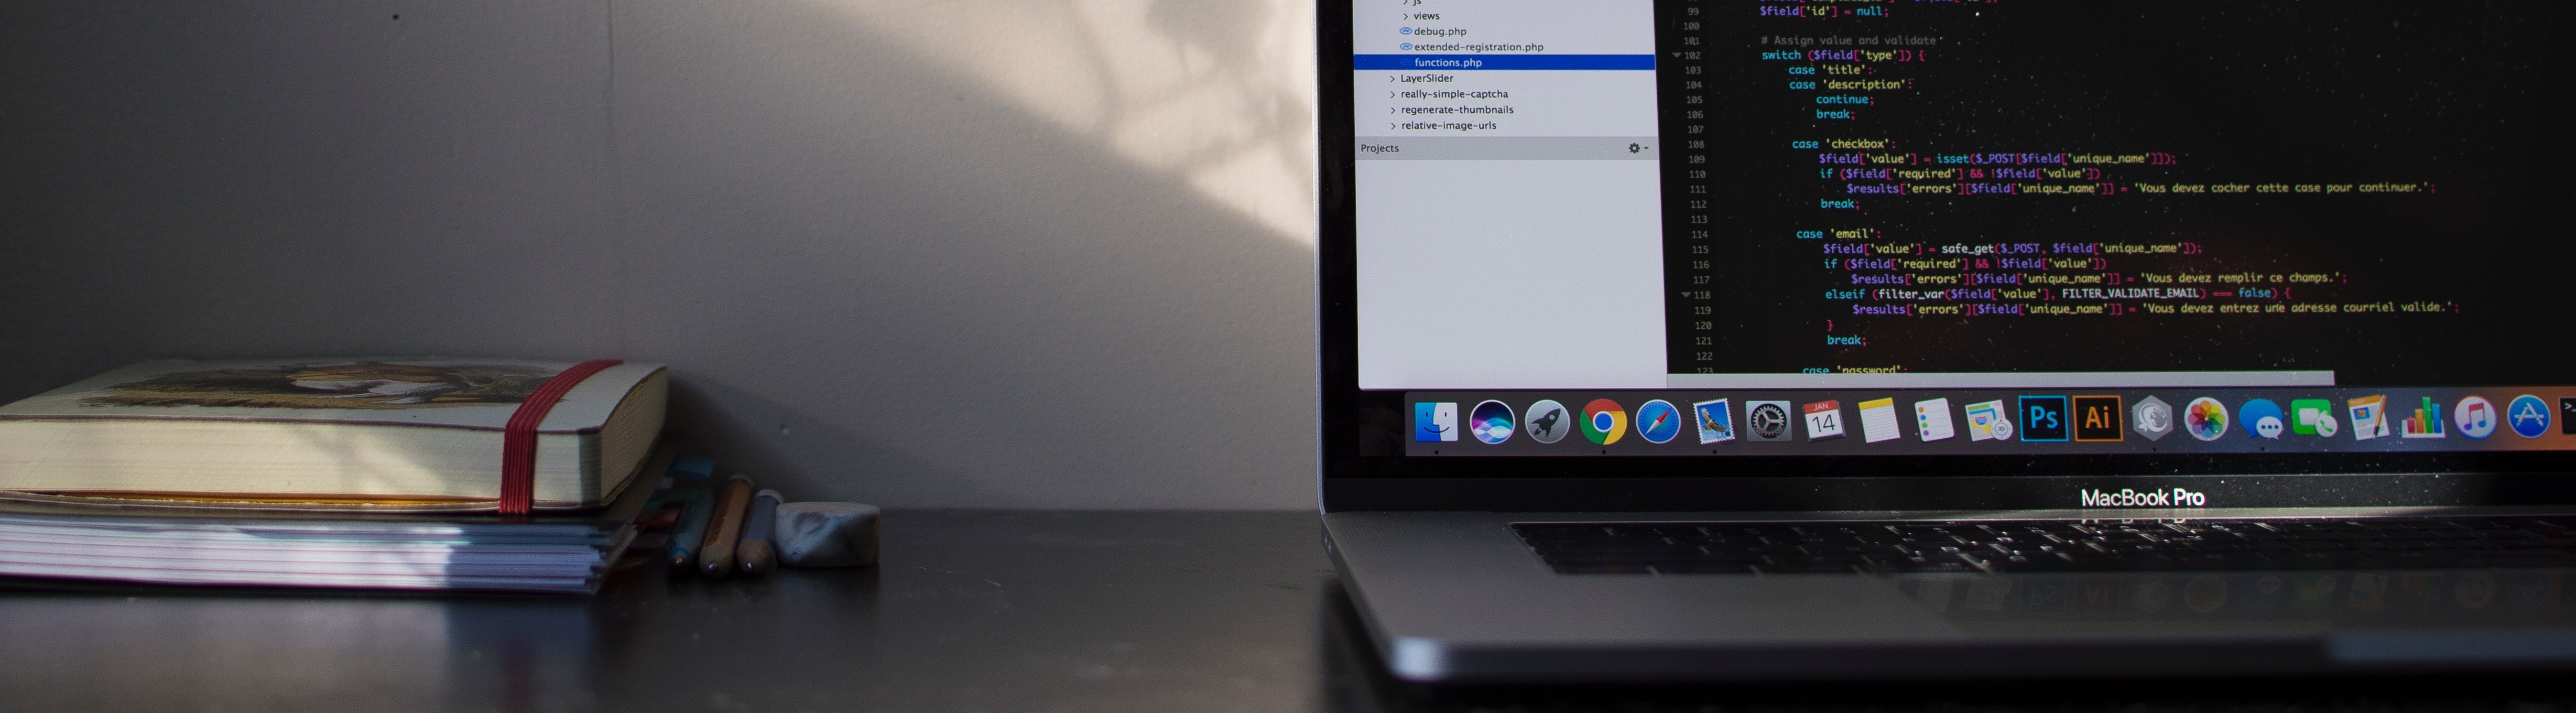 js
views
debug.php
extended-registration.php
functions.php
LayerSlider
really-simple-captcha
regenerate-thumbnails
relative-image-urls
Projects
99 $field['id'] = null;
100
101 # Assign value and validate
102 switch ($field['type']) {
103 case 'title':
104 case 'description':
105 continue;
106 break;
107
108 case 'checkbox':
109 $field['value'] = isset($_POST[$field['unique_name']]);
110 if ($field['required'] && !$field['value'])
111 $results['errors'][$field['unique_name']] = 'Vous devez cocher cette case pour continuer.';
112 break;
113
114 case 'email':
115 $field['value'] = safe_get($_POST, $field['unique_name']);
116 if ($field['required'] && !$field['value'])
117 $results['errors'][$field['unique_name']] = 'Vous devez remplir ce champs.';
118 elseif (filter_var($field['value'], FILTER_VALIDATE_EMAIL) === false) {
119 $results['errors'][$field['unique_name']] = 'Vous devez entrez une adresse courriel valide.';
120 }
121 break;
122
123 case 'password':
JAN
14
Ps
Ai
MacBook Pro